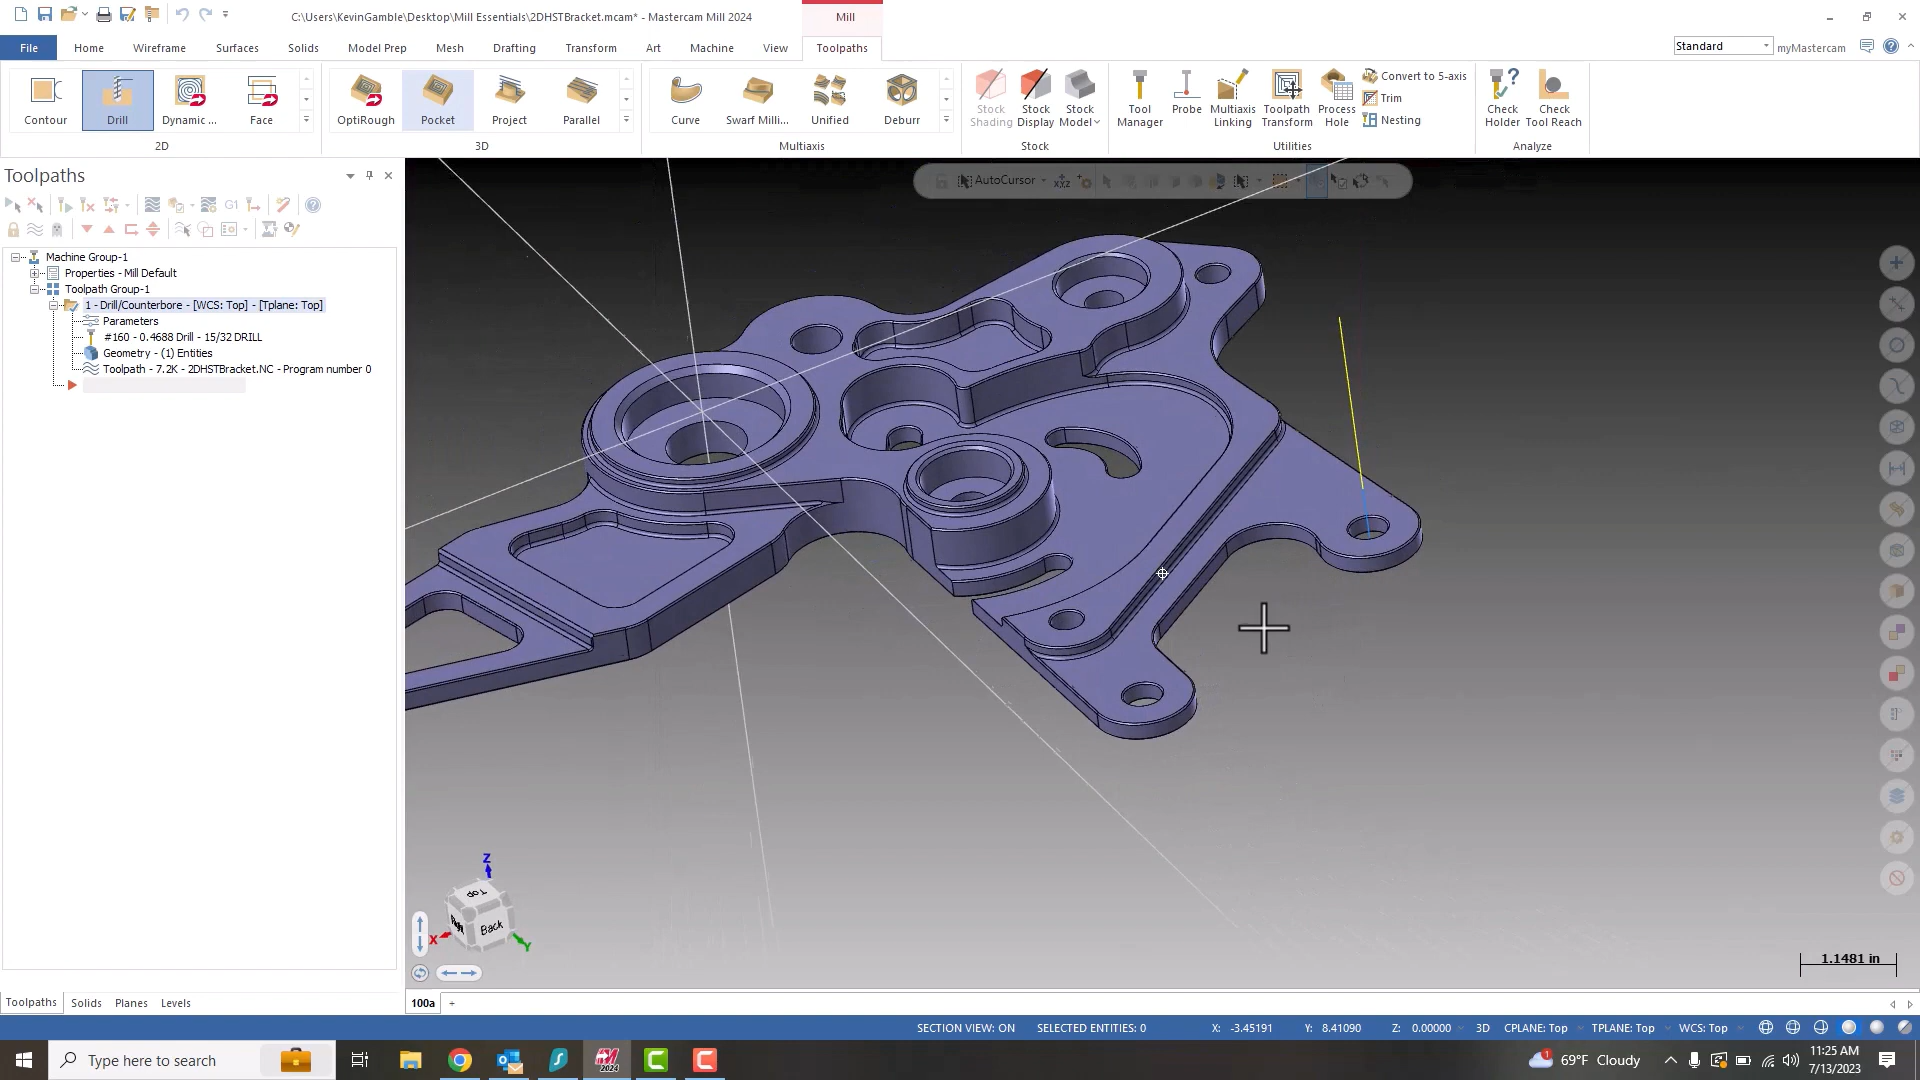 C:\Users\KevinGamble\Desktop\Mill Essentials\2DHSTBracket.mcam* - Mastercam Mill 2024
Mill
File Home Wireframe Surfaces Solids Model Prep Mesh Drafting Transform Art Machine View Toolpaths
Standard myMastercam
Contour Drill Dynamic ... Face
2D
OptiRough Pocket Project Parallel
3D
Curve Swarf Milli... Unified Deburr
Multiaxis
Stock Shading Stock Display Stock Model
Stock
Tool Manager Probe Multiaxis Linking Toolpath Transform Process Hole
Convert to 5-axis
Trim
Nesting
Utilities
Check Holder Check Tool Reach
Analyze
Toolpaths
AutoCursor
G1
Machine Group-1
Properties - Mill Default
Toolpath Group-1
1 - Drill/Counterbore - [WCS: Top] - [Tplane: Top]
Parameters
#160 - 0.4688 Drill - 15/32 DRILL
Geometry - (1) Entities
Toolpath - 7.2K - 2DHSTBracket.NC - Program number 0
Z
Top
Back
X
Y
1.1481 in
Toolpaths Solids Planes Levels
100a +
SECTION VIEW: ON SELECTED ENTITIES: 0 X: -3.45191 Y: 8.41090 Z: 0.00000 3D CPLANE: Top TPLANE: Top WCS: Top
Type here to search
2024
1
69°F Cloudy
11:25 AM
7/13/2023